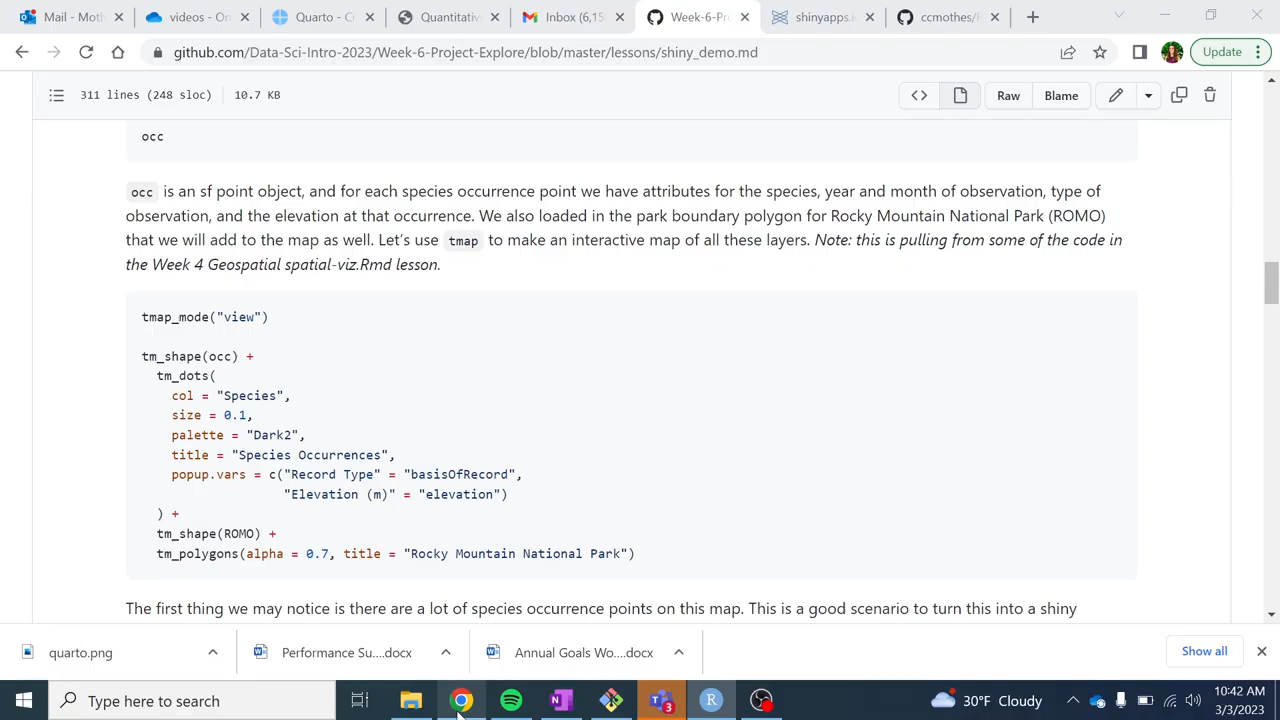 Mail - Moth
videos - On
Quarto - Cr
Quantitativ
Inbox (6,15
Week-6-Pr
shinyapps.i
ccmothes/R
github.com/Data-Sci-Intro-2023/Week-6-Project-Explore/blob/master/lessons/shiny_demo.md
Update
311 lines (248 sloc) 10.7 KB
Raw
Blame
occ
occ is an sf point object, and for each species occurrence point we have attributes for the species, year and month of observation, type of
observation, and the elevation at that occurrence. We also loaded in the park boundary polygon for Rocky Mountain National Park (ROMO)
that we will add to the map as well. Let's use tmap to make an interactive map of all these layers. Note: this is pulling from some of the code in
the Week 4 Geospatial spatial-viz.Rmd lesson.
tmap_mode("view")
tm_shape(occ) +
tm_dots(
col = "Species",
size = 0.1,
palette = "Dark2",
title = "Species Occurrences",
popup.vars = c("Record Type" = "basisOfRecord",
"Elevation (m)" = "elevation")
) +
tm_shape(ROMO) +
tm_polygons(alpha = 0.7, title = "Rocky Mountain National Park")
The first thing we may notice is there are a lot of species occurrence points on this map. This is a good scenario to turn this into a shiny
quarto.png
Performance Su....docx
Annual Goals Wo....docx
Show all
Type here to search
3
R
30°F Cloudy
10:42 AM
3/3/2023